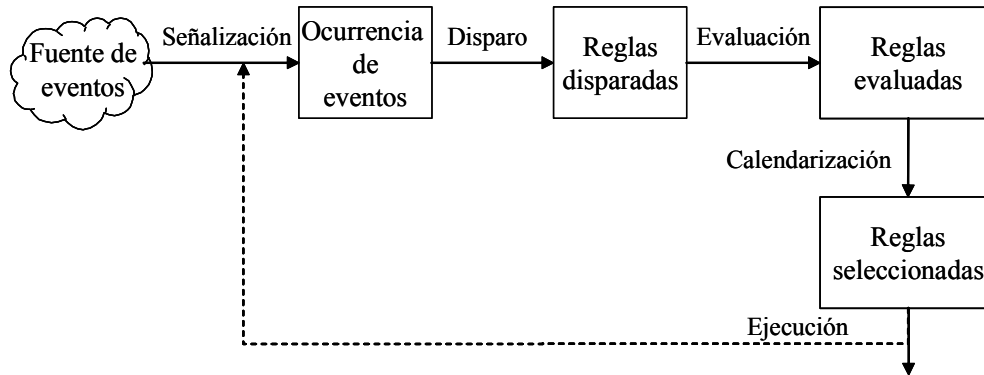 Fuente de
eventos
Señalización
Ocurrencia
de
eventos
Disparo
Reglas
disparadas
Evaluación
Reglas
evaluadas
Calendarización
Reglas
seleccionadas
Ejecución